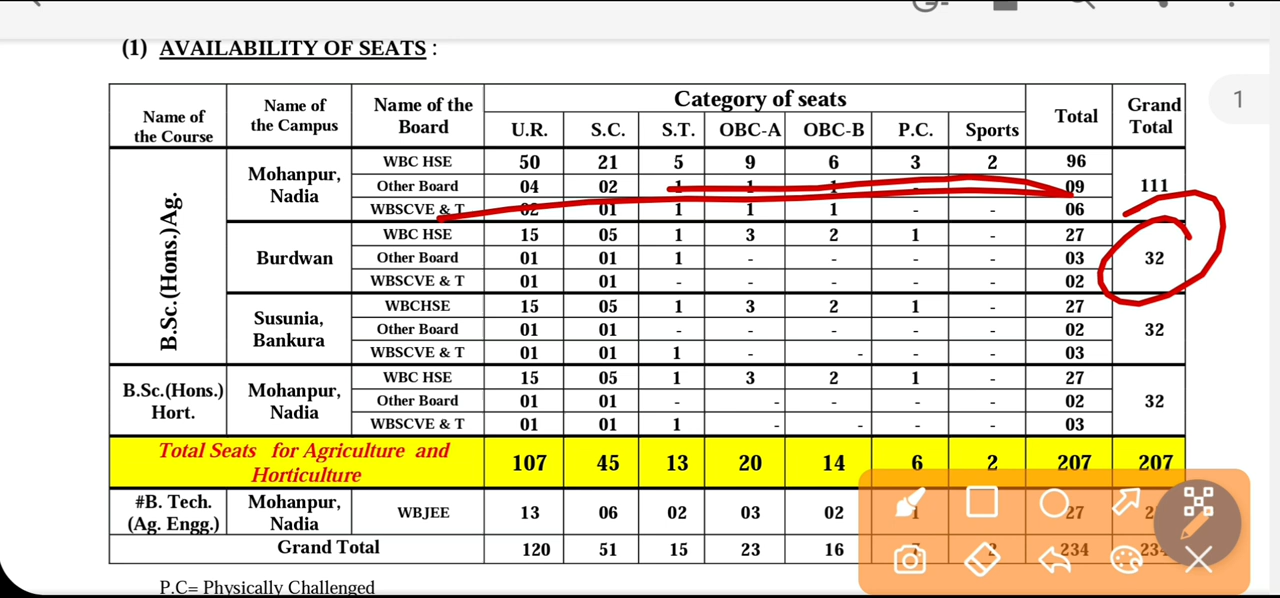 (1) AVAILABILITY OF SEATS :
1
Name of the Course Name of the Campus Name of the Board Category of seats Total Grand Total
U.R. S.C. S.T. OBC-A OBC-B P.C. Sports
B.Sc.(Hons.)Ag. Mohanpur, Nadia WBC HSE 50 21 5 9 6 3 2 96 111
Other Board 04 02 1 1 1 - - 09
WBSCVE & T 02 01 1 1 1 - - 06
Burdwan WBC HSE 15 05 1 3 2 1 - 27 32
Other Board 01 01 1 - - - - 03
WBSCVE & T 01 01 - - - - - 02
Susunia, Bankura WBCHSE 15 05 1 3 2 1 - 27 32
Other Board 01 01 - - - - - 02
WBSCVE & T 01 01 1 - - - - 03
B.Sc.(Hons.) Hort. Mohanpur, Nadia WBC HSE 15 05 1 3 2 1 - 27 32
Other Board 01 01 - - - - - 02
WBSCVE & T 01 01 1 - - - - 03
Total Seats for Agriculture and Horticulture 107 45 13 20 14 6 2 207 207
#B. Tech. (Ag. Engg.) Mohanpur, Nadia WBJEE 13 06 02 03 02 1 27
Grand Total 120 51 15 23 16 7 2 234
P.C= Physically Challenged